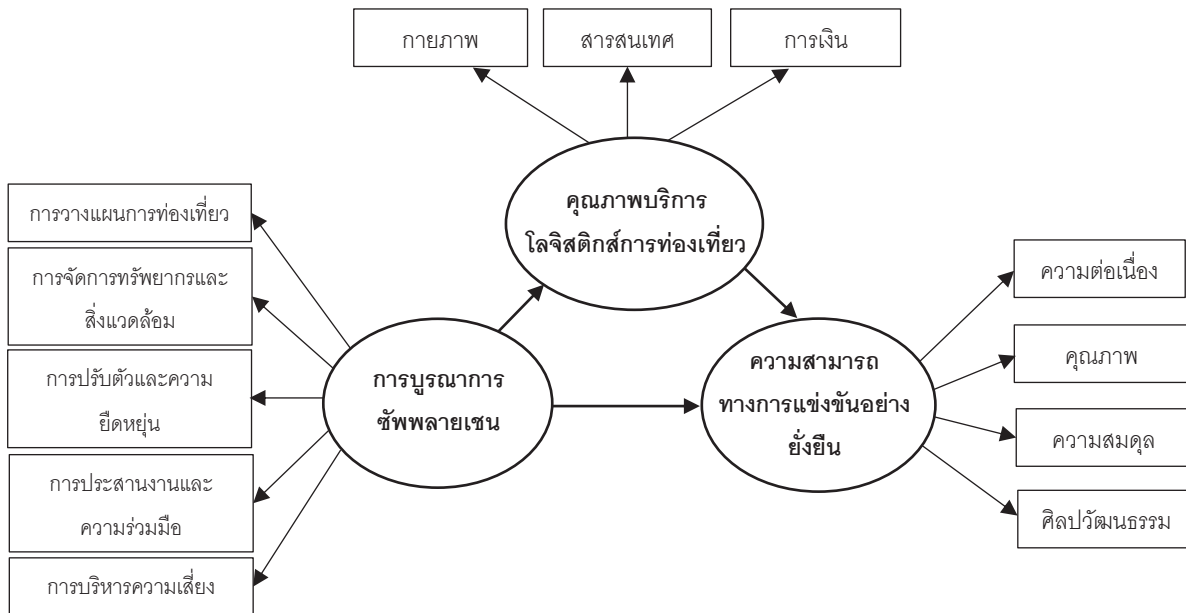 กายภาพ
สารสนเทศ
การเงิน
คุณภาพบริการ
โลจิสติกส์การท่องเที่ยว
การวางแผนการท่องเที่ยว
การจัดการทรัพยากรและ
สิ่งแวดล้อม
การปรับตัวและความ
ยืดหยุ่น
การประสานงานและ
ความร่วมมือ
การบริหารความเสี่ยง
การบูรณาการ
ซัพพลายเชน
ความสามารถ
ทางการแข่งขันอย่าง
ยั่งยืน
ความต่อเนื่อง
คุณภาพ
ความสมดุล
ศิลปวัฒนธรรม